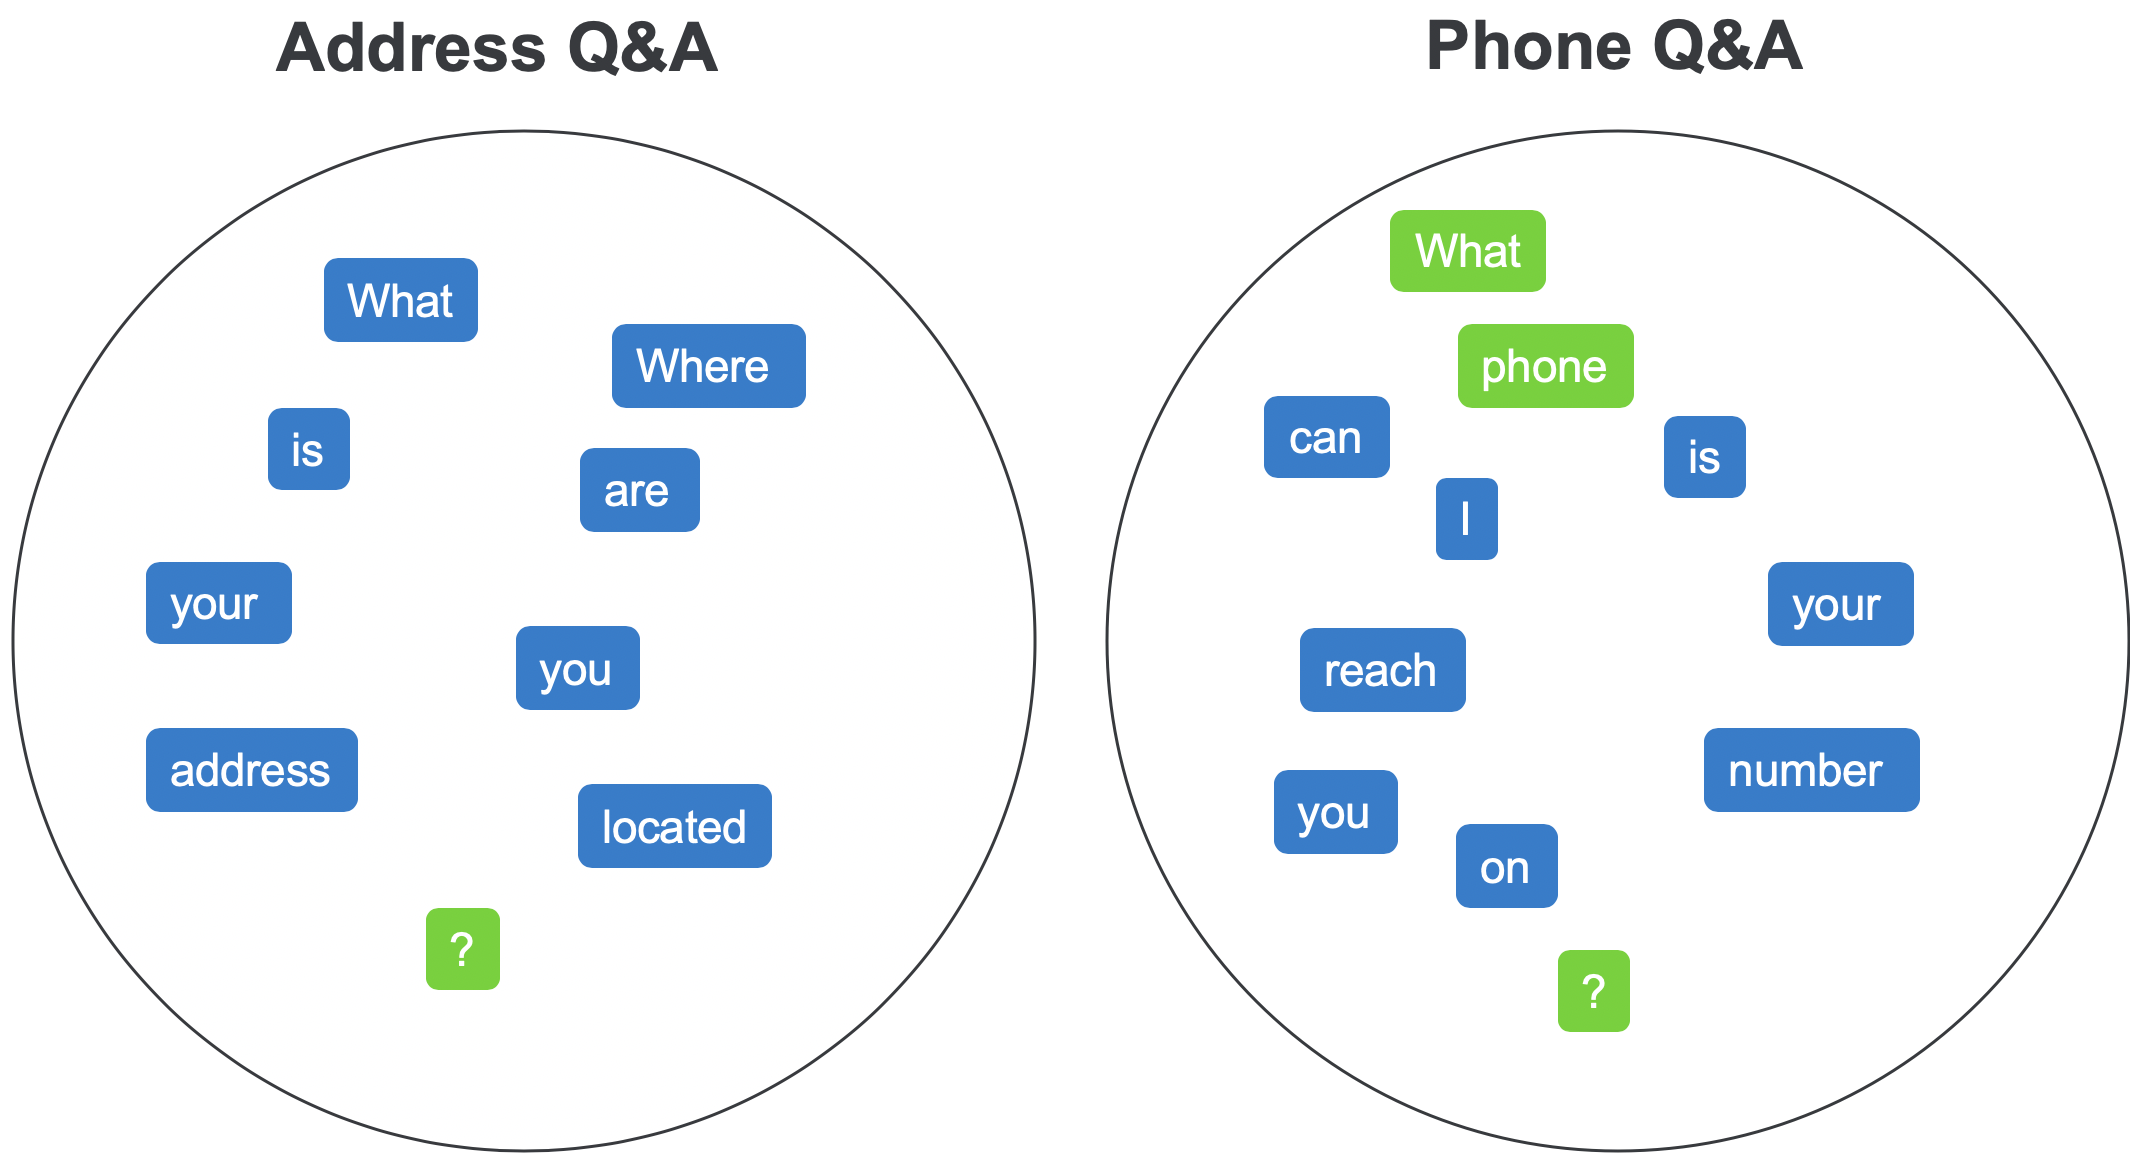 Address Q&A
What
Where
is
are
your
you
address
located
?
Phone Q&A
What
phone
can
is
I
your
reach
number
you
on
?